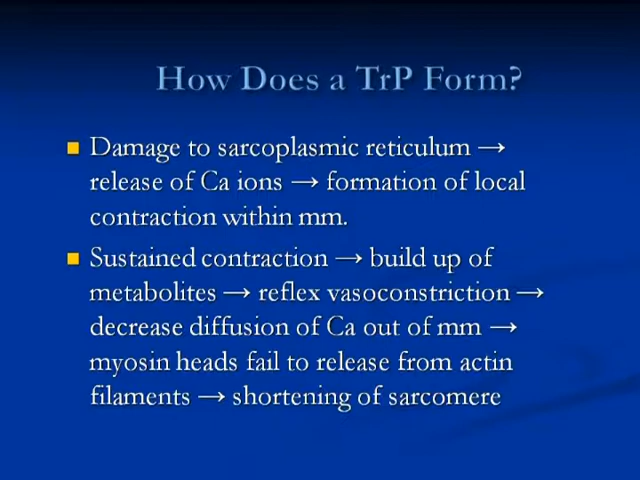 How Does a TrP Form?
Damage to sarcoplasmic reticulum →
release of Ca ions → formation of local
contraction within mm.
Sustained contraction → build up of
metabolites → reflex vasoconstriction →
decrease diffusion of Ca out of mm →
myosin heads fail to release from actin
filaments → shortening of sarcomere